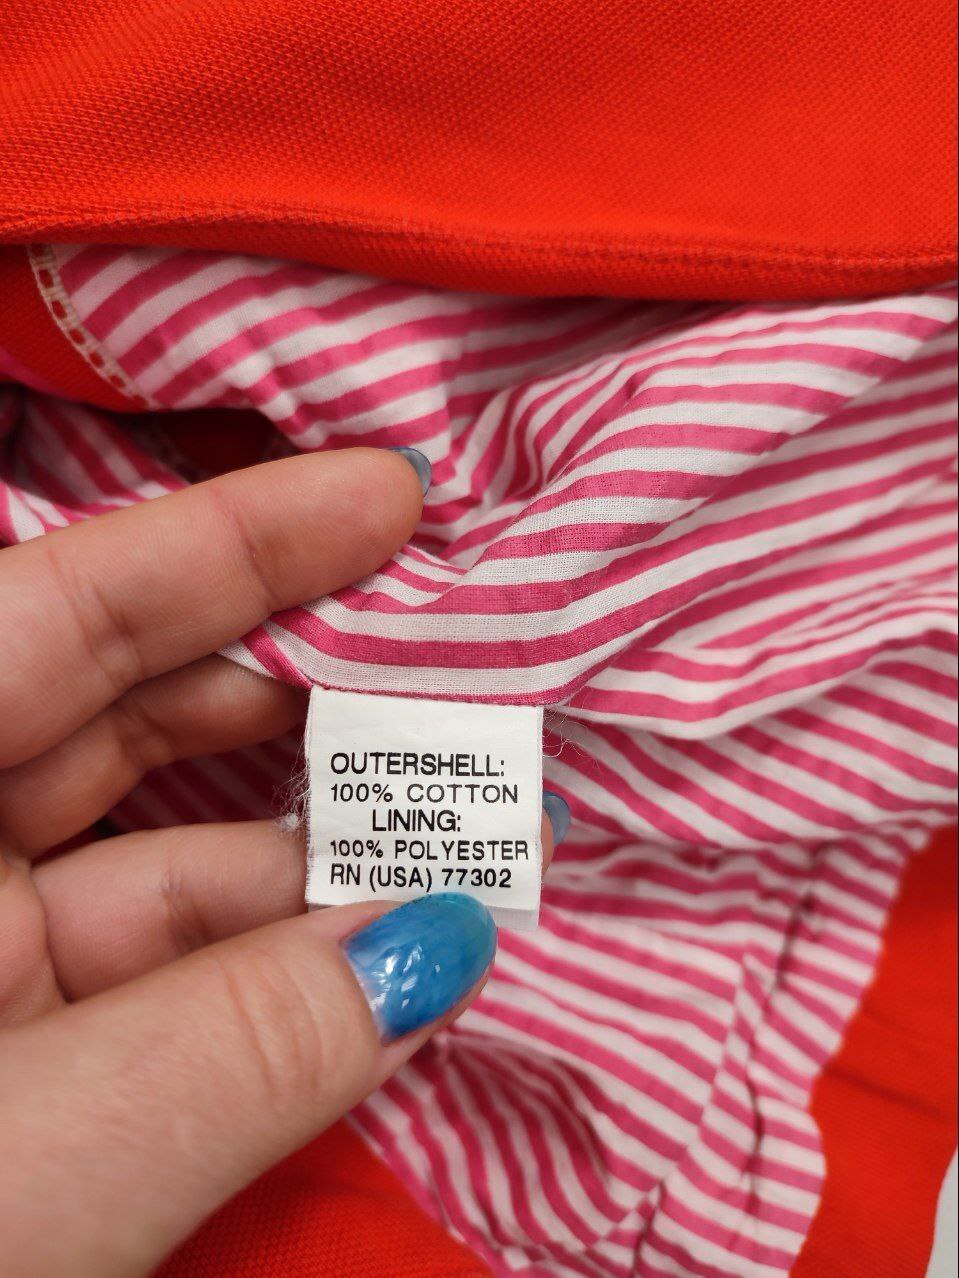 OUTERSHELL:
100% COTTON
LINING:
100% POLYESTER
RN (USA) 77302